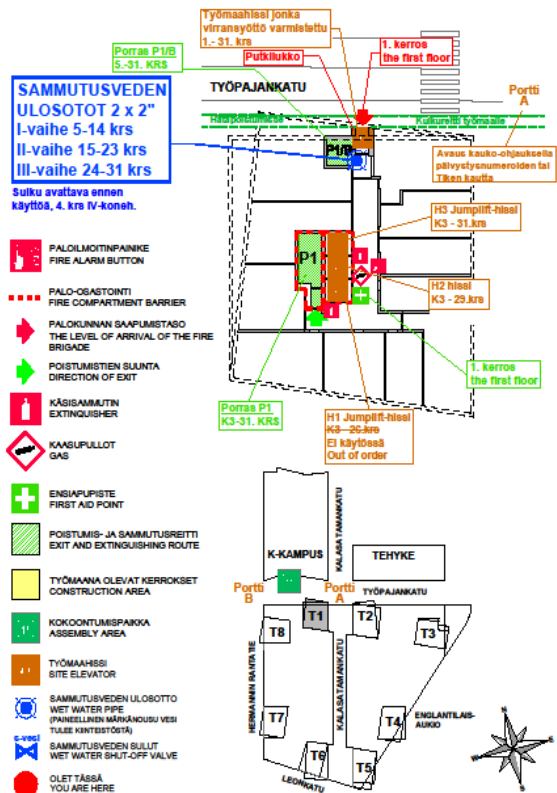 Työmaahissi jonka
virransyöttö varmistettu
1.- 31. krs
1. kerros
the first floor
Porras P1/B
5.-31. KRS
Putkilukko
TYÖPAJANKATU
Portti
A
Kulkureitti työmaalle
SAMMUTUSVEDEN
ULOSOTOT 2 x 2"
I-vaihe 5-14 krs
II-vaihe 15-23 krs
III-vaihe 24-31 krs
Sulku avattava ennen
käyttöä, 4. krs IV-koneh.
P1/B
Avaus kauko-ohjauksella
päivystysnumeroiden tai
Tiken kautta
H3 Jumplift-hissi
K3 - 31.krs
P1
H2 hissi
K3 - 29.krs
1. kerros
the first floor
Porras P1
K3-31. KRS
H1 Jumplift-hissi
K3 - 26.krs
Ei käytössä
Out of order
PALOILMOITINPAINIKE
FIRE ALARM BUTTON
PALO-OSASTOINTI
FIRE COMPARTMENT BARRIER
PALOKUNNAN SAAPUMISTASO
THE LEVEL OF ARRIVAL OF THE FIRE
BRIGADE
POISTUMISTIEN SUUNTA
DIRECTION OF EXIT
KÄSISAMMUTIN
EXTINQUISHER
KAASUPULLOT
GAS
ENSIAPUPISTE
FIRST AID POINT
POISTUMIS- JA SAMMUTUSREITTI
EXIT AND EXTINGUISHING ROUTE
TYÖMAANA OLEVAT KERROKSET
CONSTRUCTION AREA
KOKOONTUMISPAIKKA
ASSEMBLY AREA
TYÖMAAHISSI
SITE ELEVATOR
SAMMUTUSVEDEN ULOSOTTO
WET WATER PIPE
(PAINEELLINEN MÄRKÄNOUSU VESI
TULEE KIINTEISTÖSTÄ)
s-vesi
SAMMUTUSVEDEN SULUT
WET WATER SHUT-OFF VALVE
OLET TÄSSÄ
YOU ARE HERE
K-KAMPUS
KALASATAMANKATU
TEHYKE
Portti
B
Portti
A
TYÖPAJANKATU
T1
T2
T3
T8
HERMANNIN RANTATIE
KALASATAMANKATU
T7
T4
ENGLANTILAIS-
AUKIO
T6
T5
LEONKATU
N
E
S
W